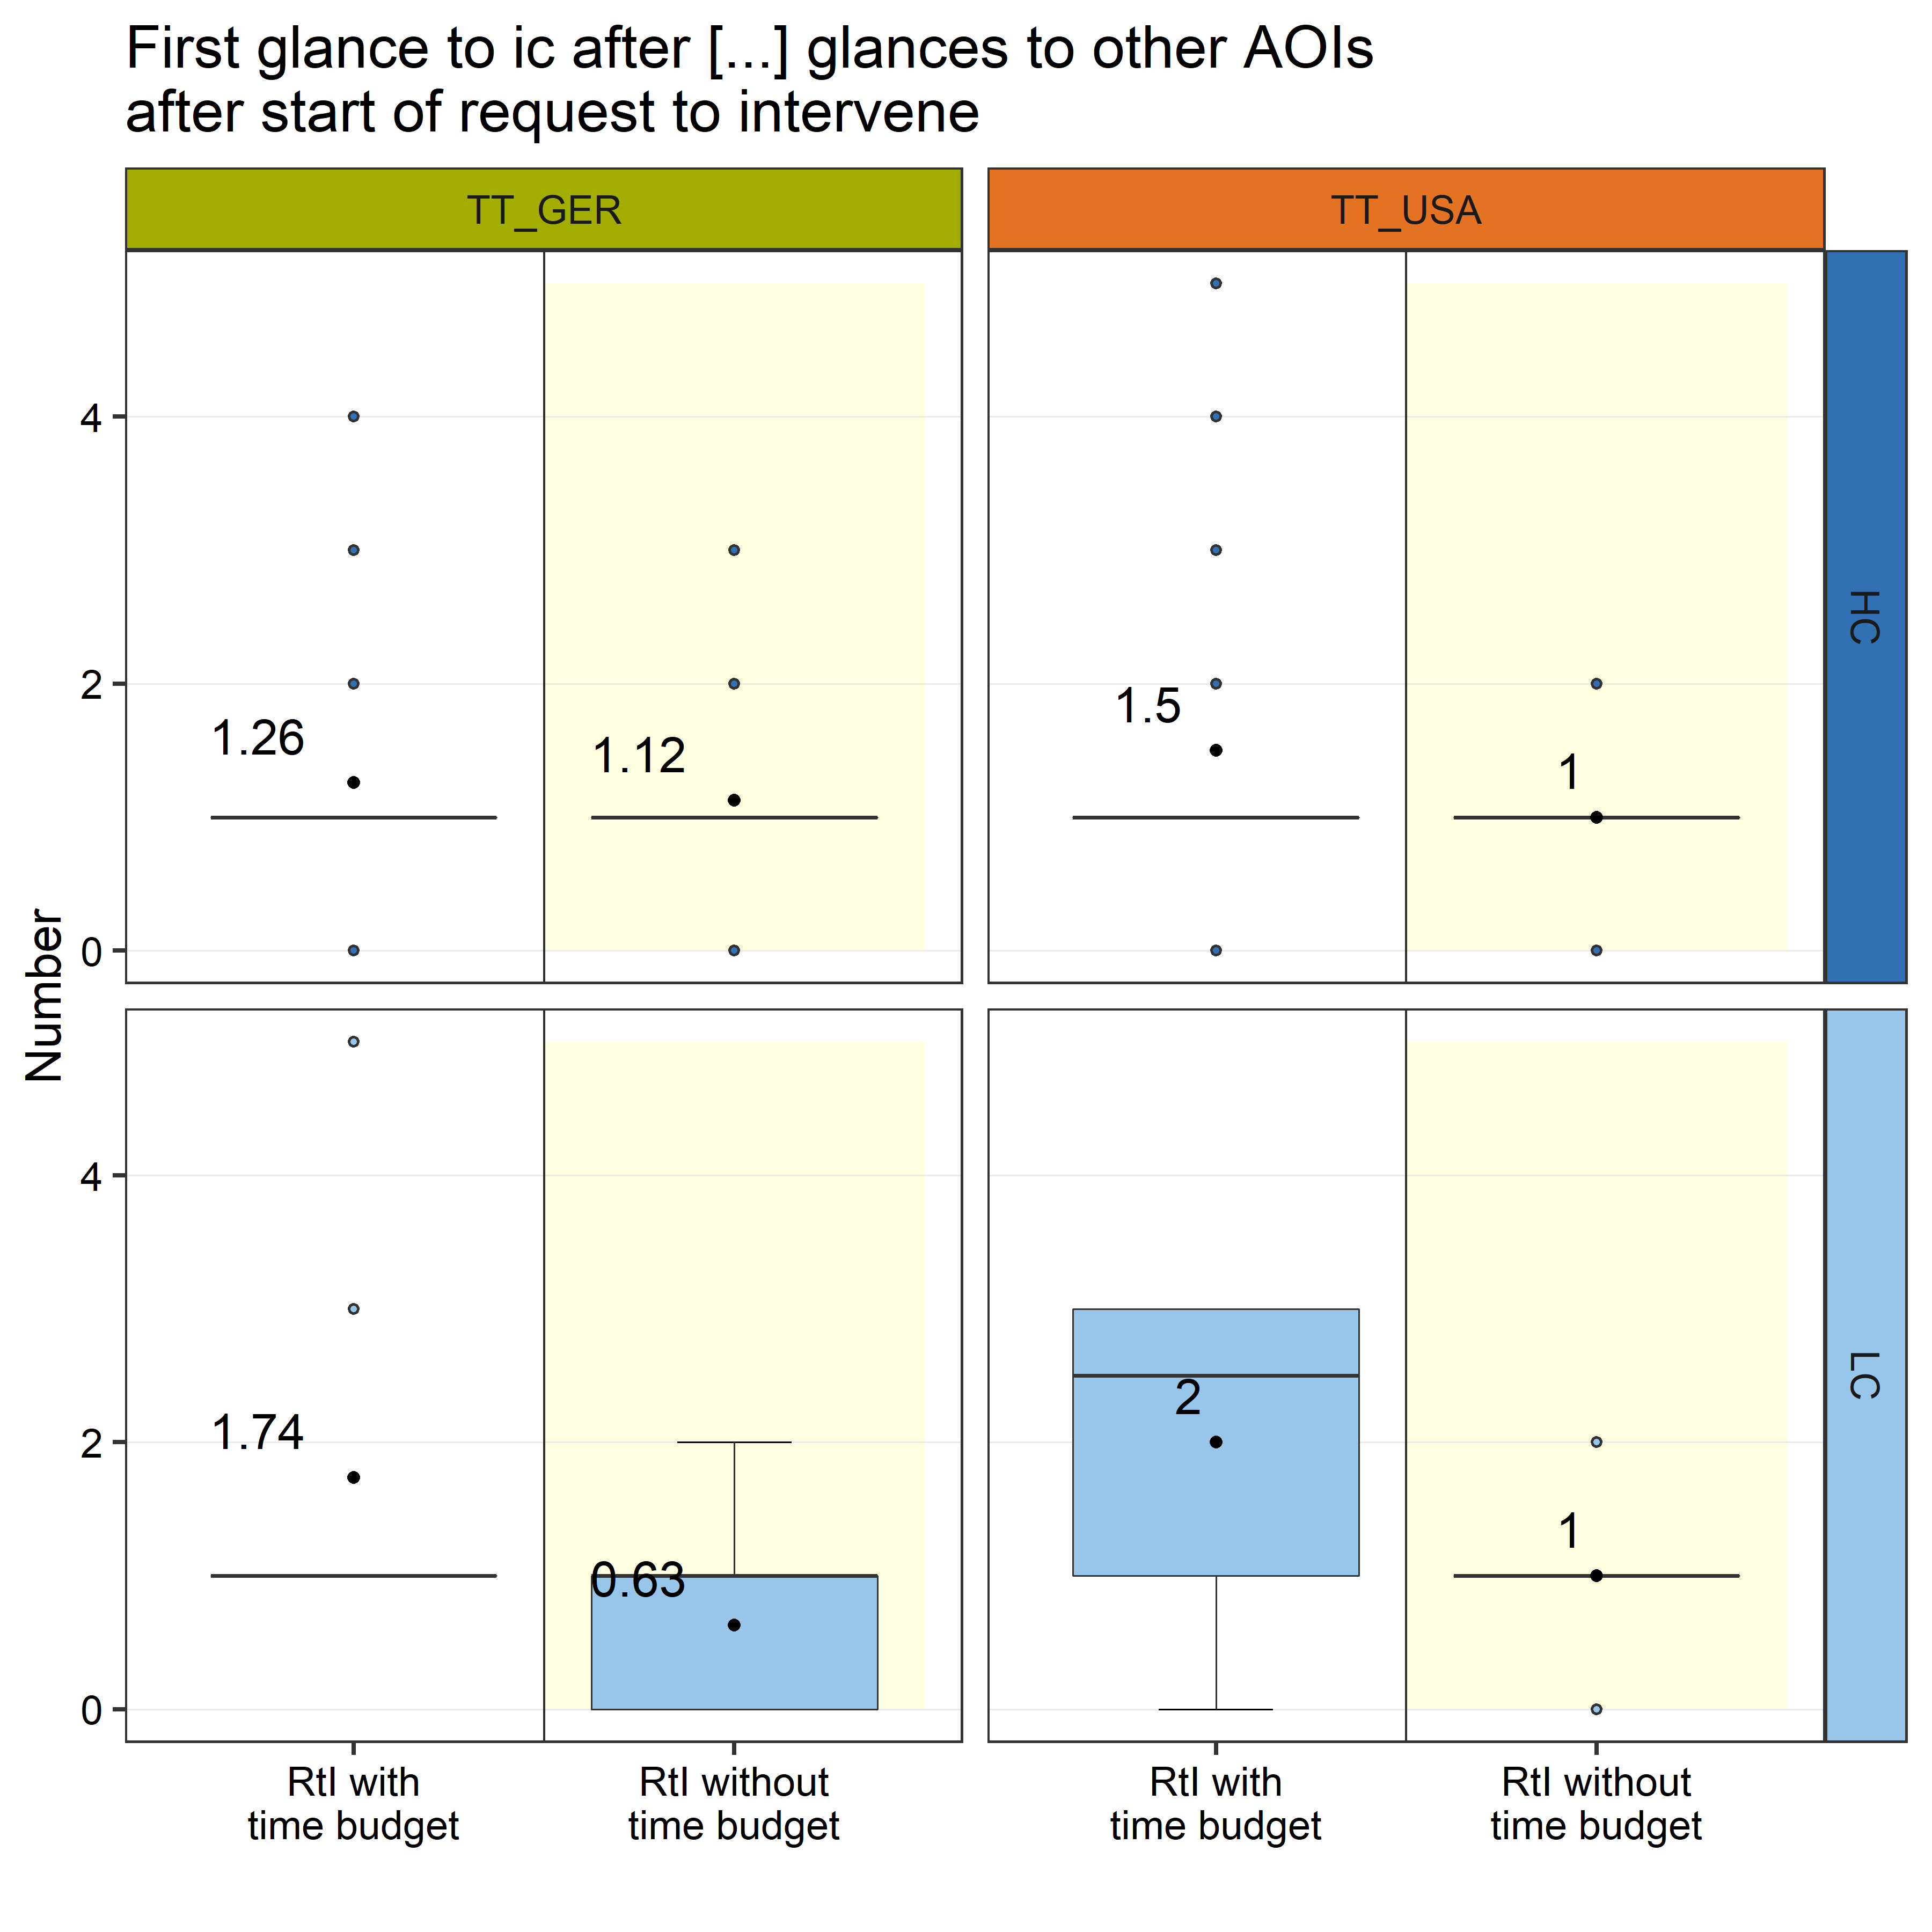 First glance to ic after [...] glances to other AOIs
after start of request to intervene
TT_GER
TT_USA
Number
4
2
0
1.26
1.12
1.5
1
HC
4
2
0
1.74
0.63
2
1
LC
RtI with
time budget
RtI without
time budget
RtI with
time budget
RtI without
time budget